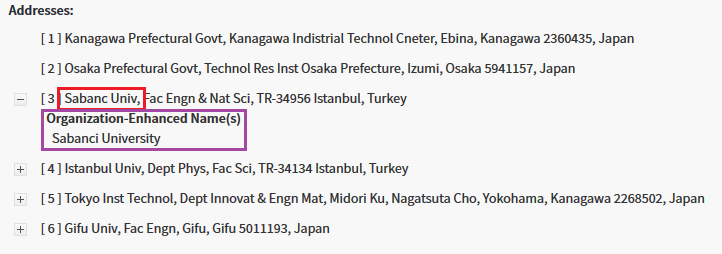 Addresses:
[ 1 ] Kanagawa Prefectural Govt, Kanagawa Indistrial Technol Cneter, Ebina, Kanagawa 2360435, Japan
[ 2 ] Osaka Prefectural Govt, Technol Res Inst Osaka Prefecture, Izumi, Osaka 5941157, Japan
[ 3 ] Sabanc Univ, Fac Engn & Nat Sci, TR-34956 Istanbul, Turkey
Organization-Enhanced Name(s)
Sabanci University
[ 4 ] Istanbul Univ, Dept Phys, Fac Sci, TR-34134 Istanbul, Turkey
[ 5 ] Tokyo Inst Technol, Dept Innovat & Engn Mat, Midori Ku, Nagatsuta Cho, Yokohama, Kanagawa 2268502, Japan
[ 6 ] Gifu Univ, Fac Engn, Gifu, Gifu 5011193, Japan